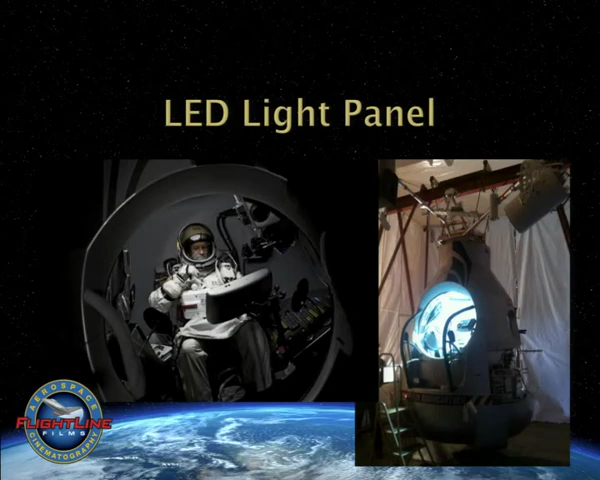 LED Light Panel
AEROSPACE
FLIGHTLINE
FILMS
CINEMATOGRAPHY